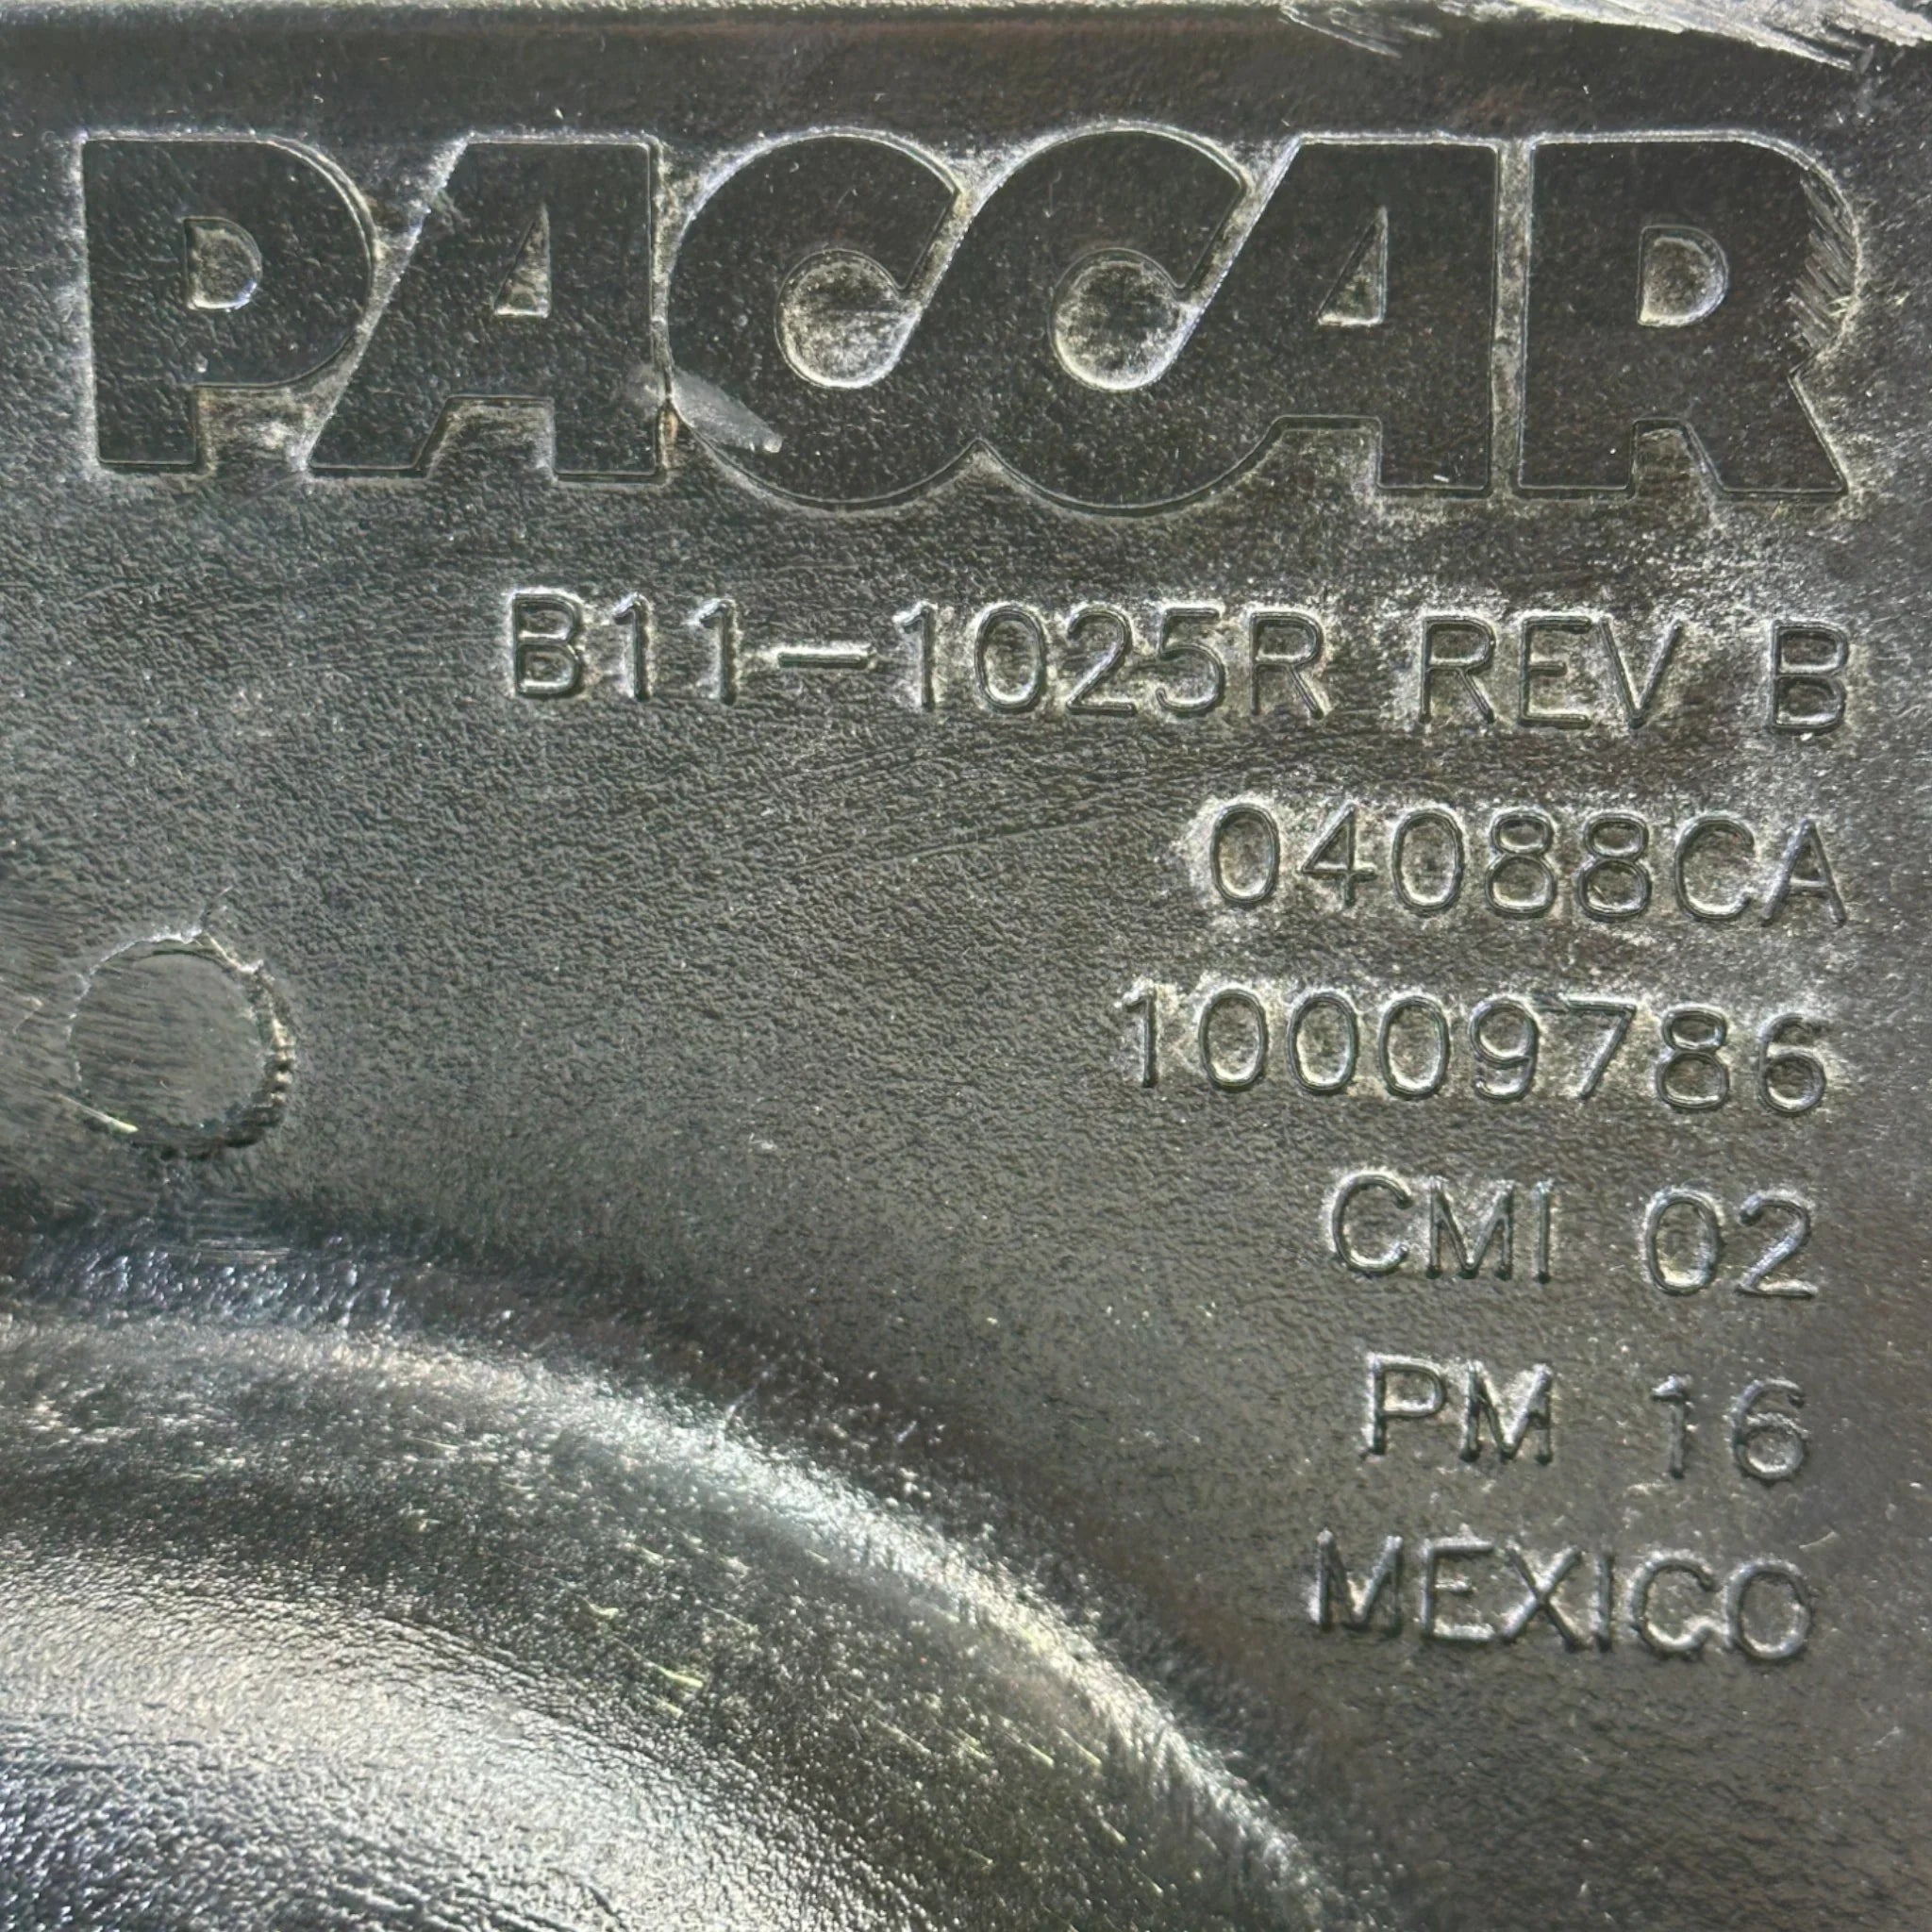 PACCAR
B11-1025R REV B
04088CA
10009786
CMI 02
PM 16
MEXICO